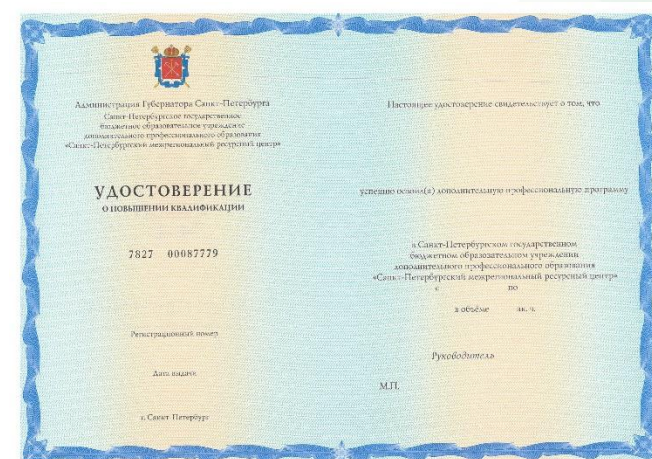 Администрация Губернатора Санкт-Петербурга
Санкт-Петербургское государственное
бюджетное образовательное учреждение
дополнительного профессионального образования
«Санкт-Петербургский межрегиональный ресурсный центр»
УДОСТОВЕРЕНИЕ
О ПОВЫШЕНИИ КВАЛИФИКАЦИИ
7827 00087779
Регистрационный номер
Дата выдачи
г. Санкт-Петербург
Настоящее удостоверение свидетельствует о том, что
успешно освоил(а) дополнительную профессиональную программу
в Санкт-Петербургском государственном
бюджетном образовательном учреждении
дополнительного профессионального образования
«Санкт-Петербургский межрегиональный ресурсный центр»
с по
в объёме ак. ч.
Руководитель
М.П.